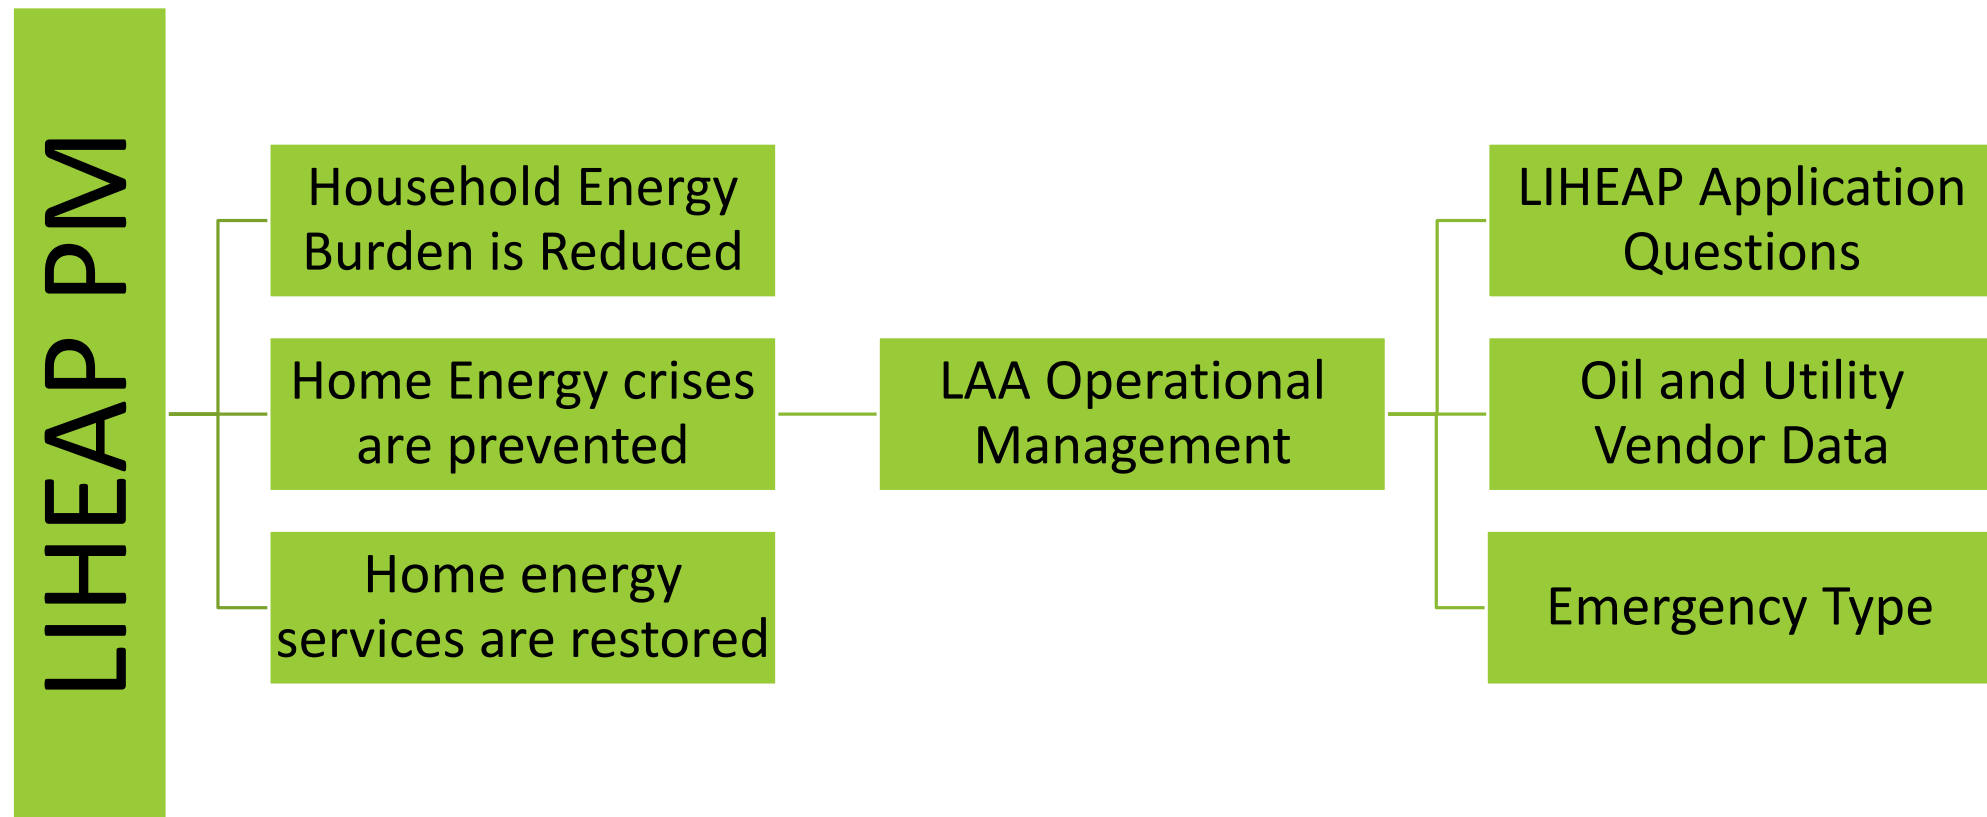 LIHEAP PM
Household Energy
Burden is Reduced
Home Energy crises
are prevented
Home energy
services are restored
LAA Operational
Management
LIHEAP Application
Questions
Oil and Utility
Vendor Data
Emergency Type